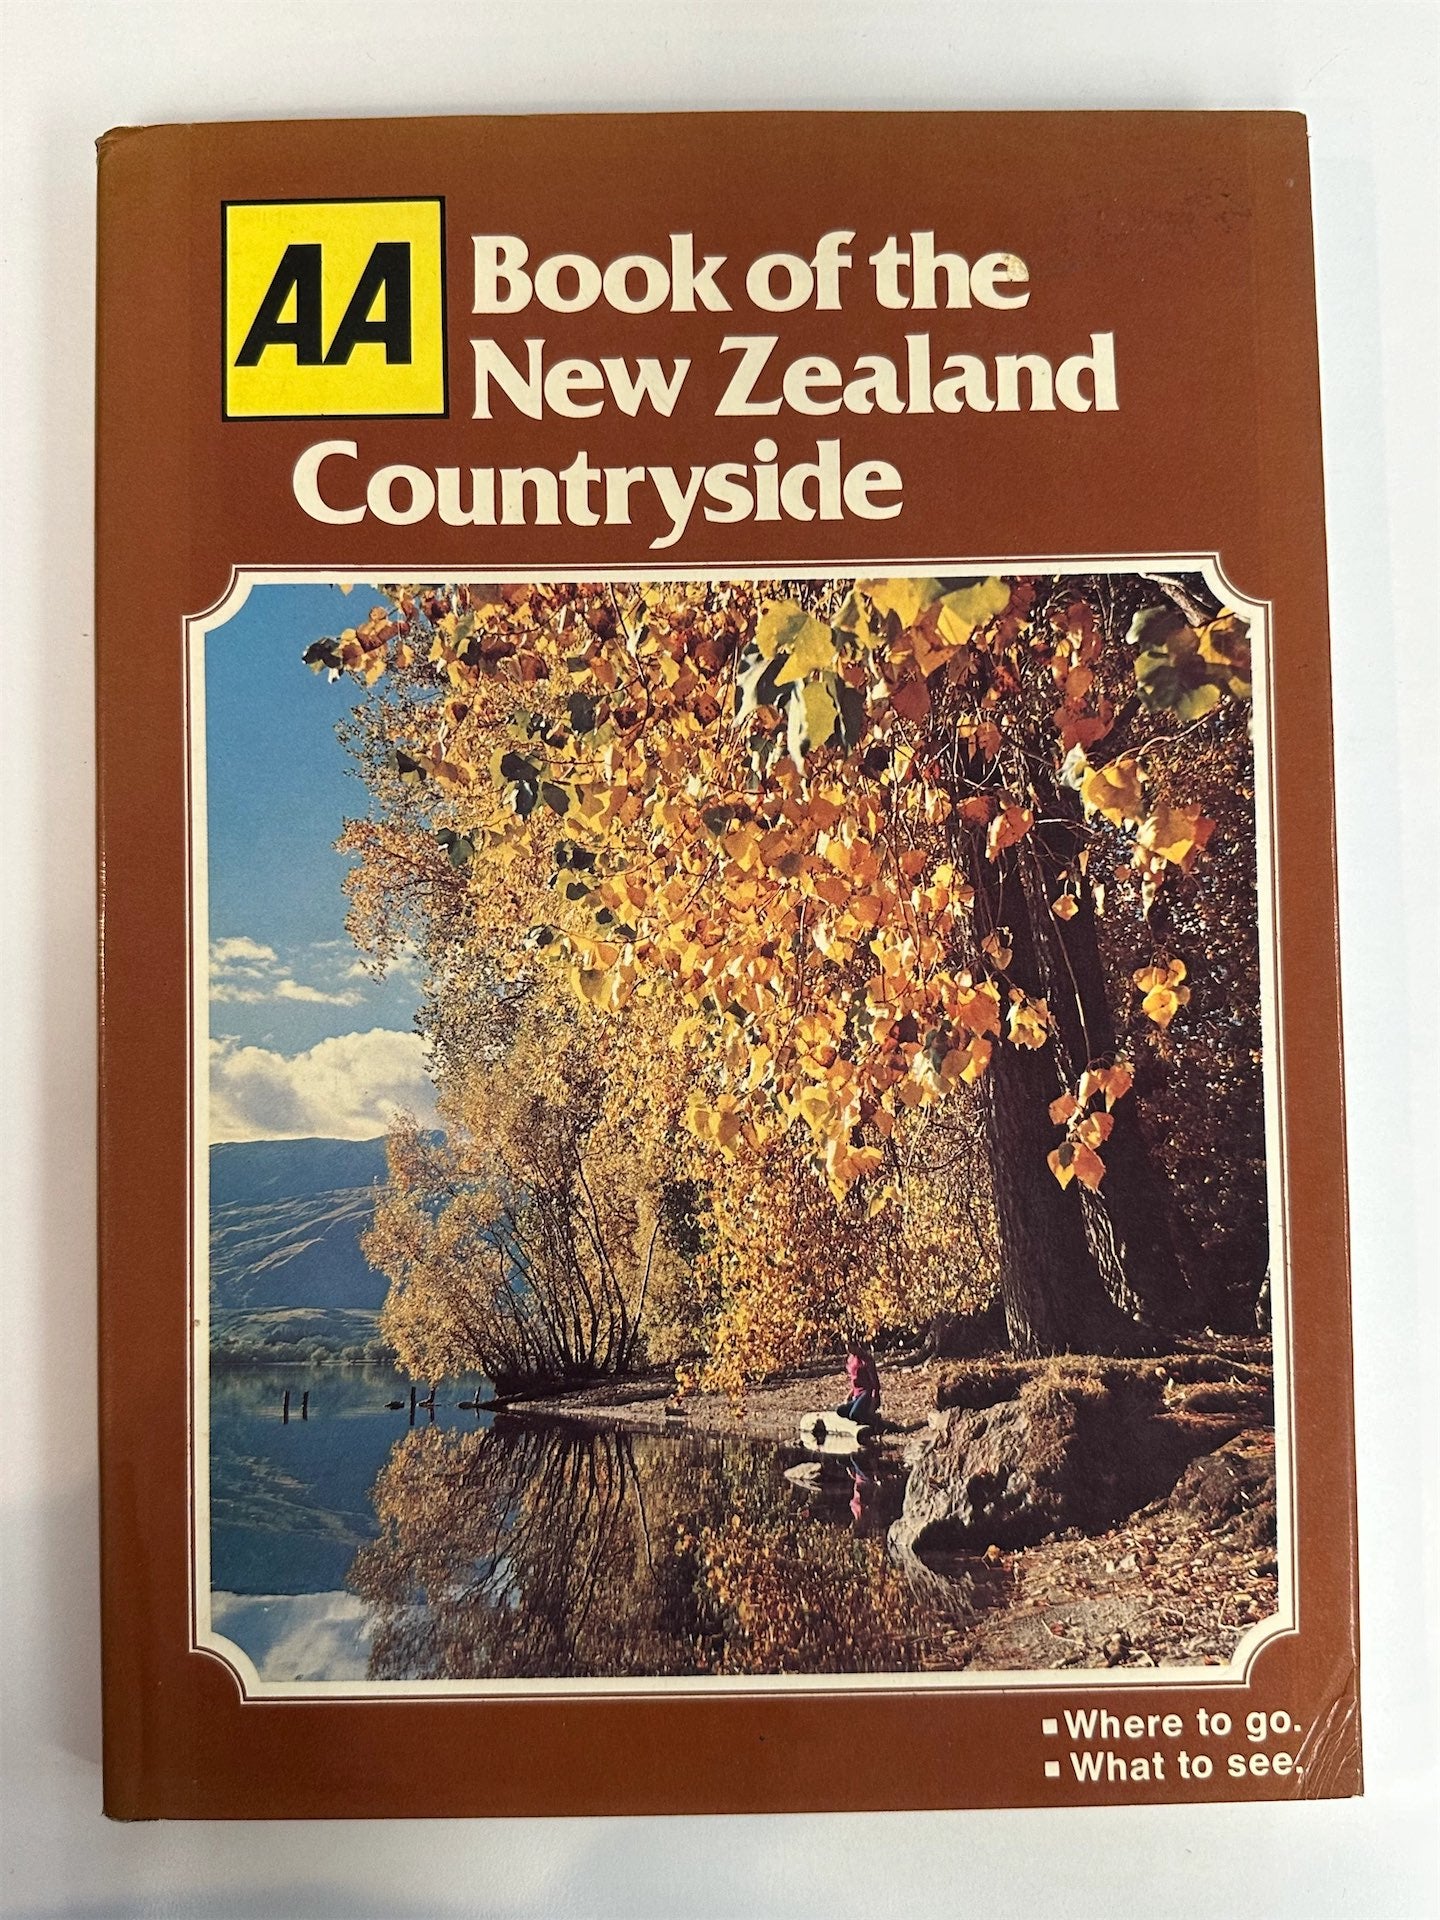 AA
Book of the
New Zealand
Countryside
▪ Where to go.
▪ What to see.